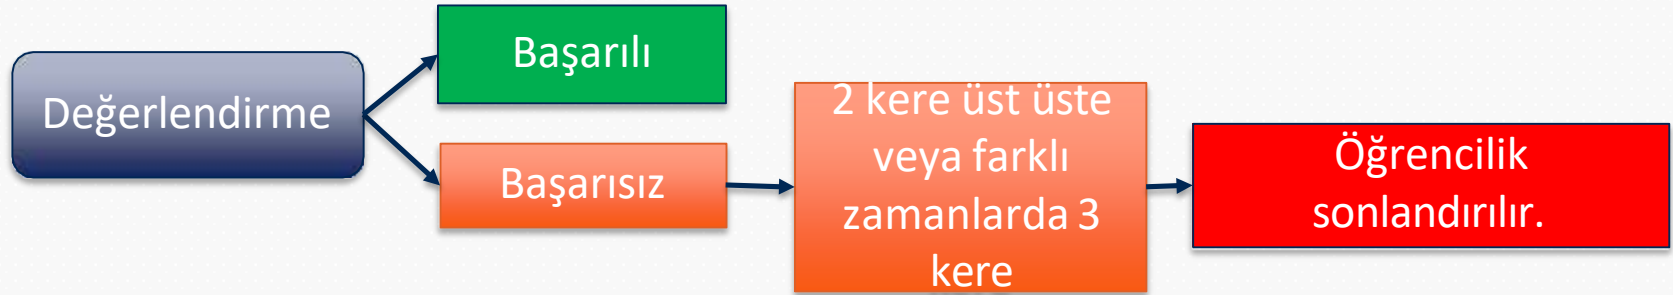 Değerlendirme
Başarılı
Başarısız
2 kere üst üste
veya farklı
zamanlarda 3
kere
Öğrencilik
sonlandırılır.